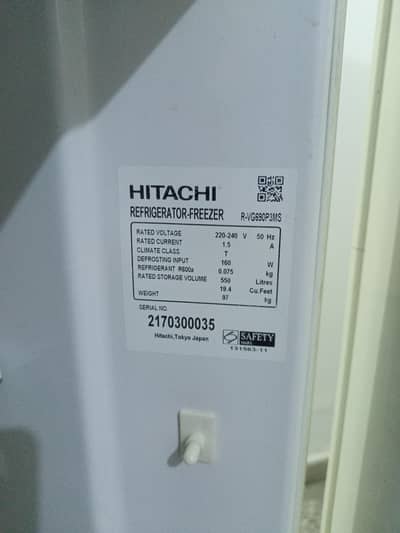 HITACHI
REFRIGERATOR-FREEZER R-VG690P3MS
RATED VOLTAGE 220-240 V 50 Hz
RATED CURRENT 1.5 A
CLIMATE CLASS T
DEFROSTING INPUT 160 W
REFRIGERANT R600a 0.075 kg
RATED STORAGE VOLUME 550 Litres
19.4 Cu.Feet
WEIGHT 97 kg
SERIAL NO.
2170300035
Hitachi,Tokyo Japan
SAFETY
131563-11